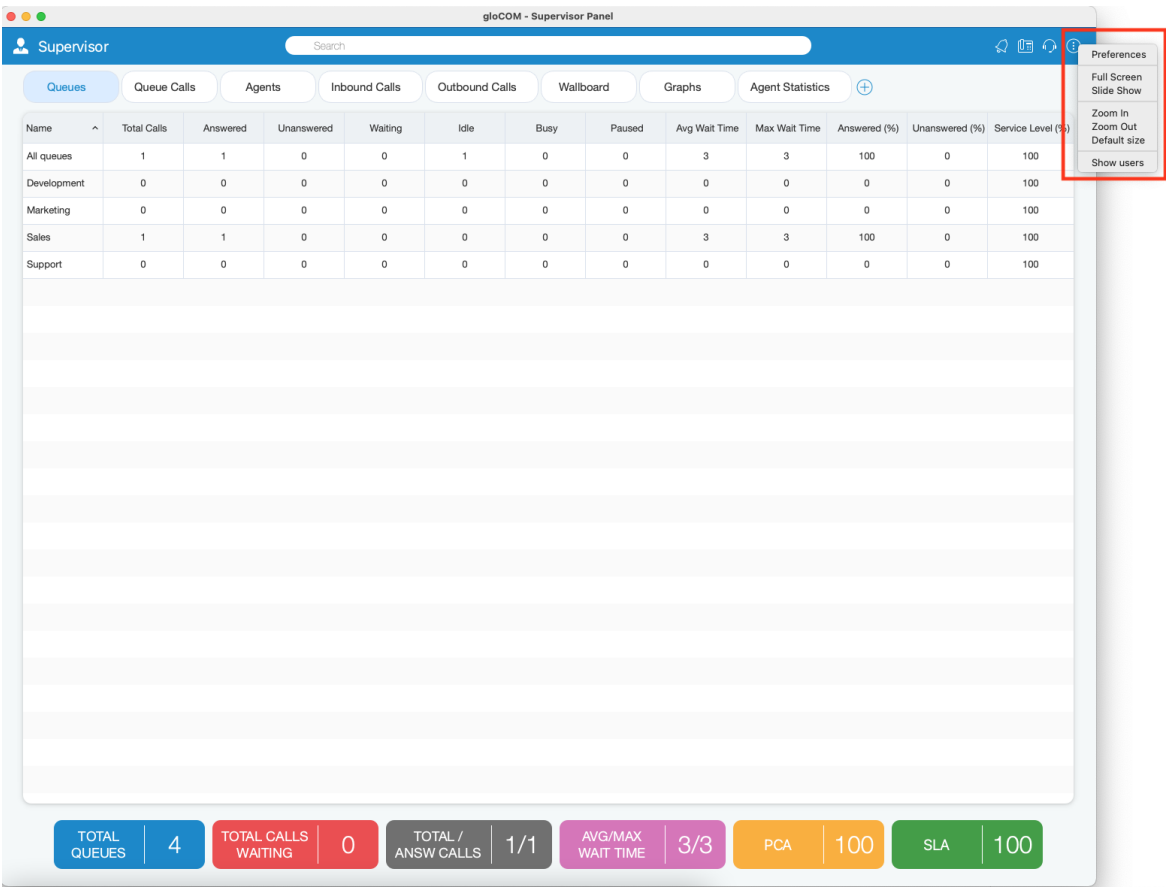 gloCOM - Supervisor Panel
Supervisor
Search
Preferences
Full Screen
Slide Show
Zoom In
Zoom Out
Default size
Show users
Queues Queue Calls Agents Inbound Calls Outbound Calls Wallboard Graphs Agent Statistics
Name Total Calls Answered Unanswered Waiting Idle Busy Paused Avg Wait Time Max Wait Time Answered (%) Unanswered (%) Service Level (%)
All queues 1 1 0 0 1 0 0 3 3 100 0 100
Development 0 0 0 0 0 0 0 0 0 0 0 100
Marketing 0 0 0 0 0 0 0 0 0 0 0 100
Sales 1 1 0 0 0 0 0 3 3 100 0 100
Support 0 0 0 0 0 0 0 0 0 0 0 100
TOTAL QUEUES 4
TOTAL CALLS WAITING 0
TOTAL / ANSW CALLS 1/1
AVG/MAX WAIT TIME 3/3
PCA 100
SLA 100